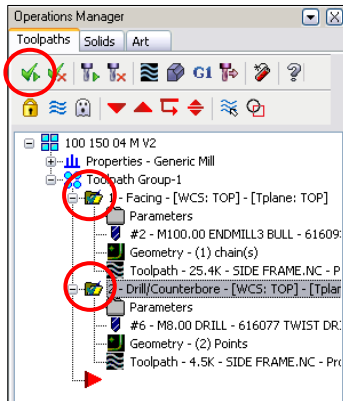 Operations Manager
Toolpaths Solids Art
G1
100 150 04 M V2
Properties - Generic Mill
Toolpath Group-1
1 - Facing - [WCS: TOP] - [Tplane: TOP]
Parameters
#2 - M100.00 ENDMILL3 BULL - 61609
Geometry - (1) chain(s)
Toolpath - 25.4K - SIDE FRAME.NC - P
2 - Drill/Counterbore - [WCS: TOP] - [Tplan
Parameters
#6 - M8.00 DRILL - 616077 TWIST DR
Geometry - (2) Points
Toolpath - 4.5K - SIDE FRAME.NC - Pro